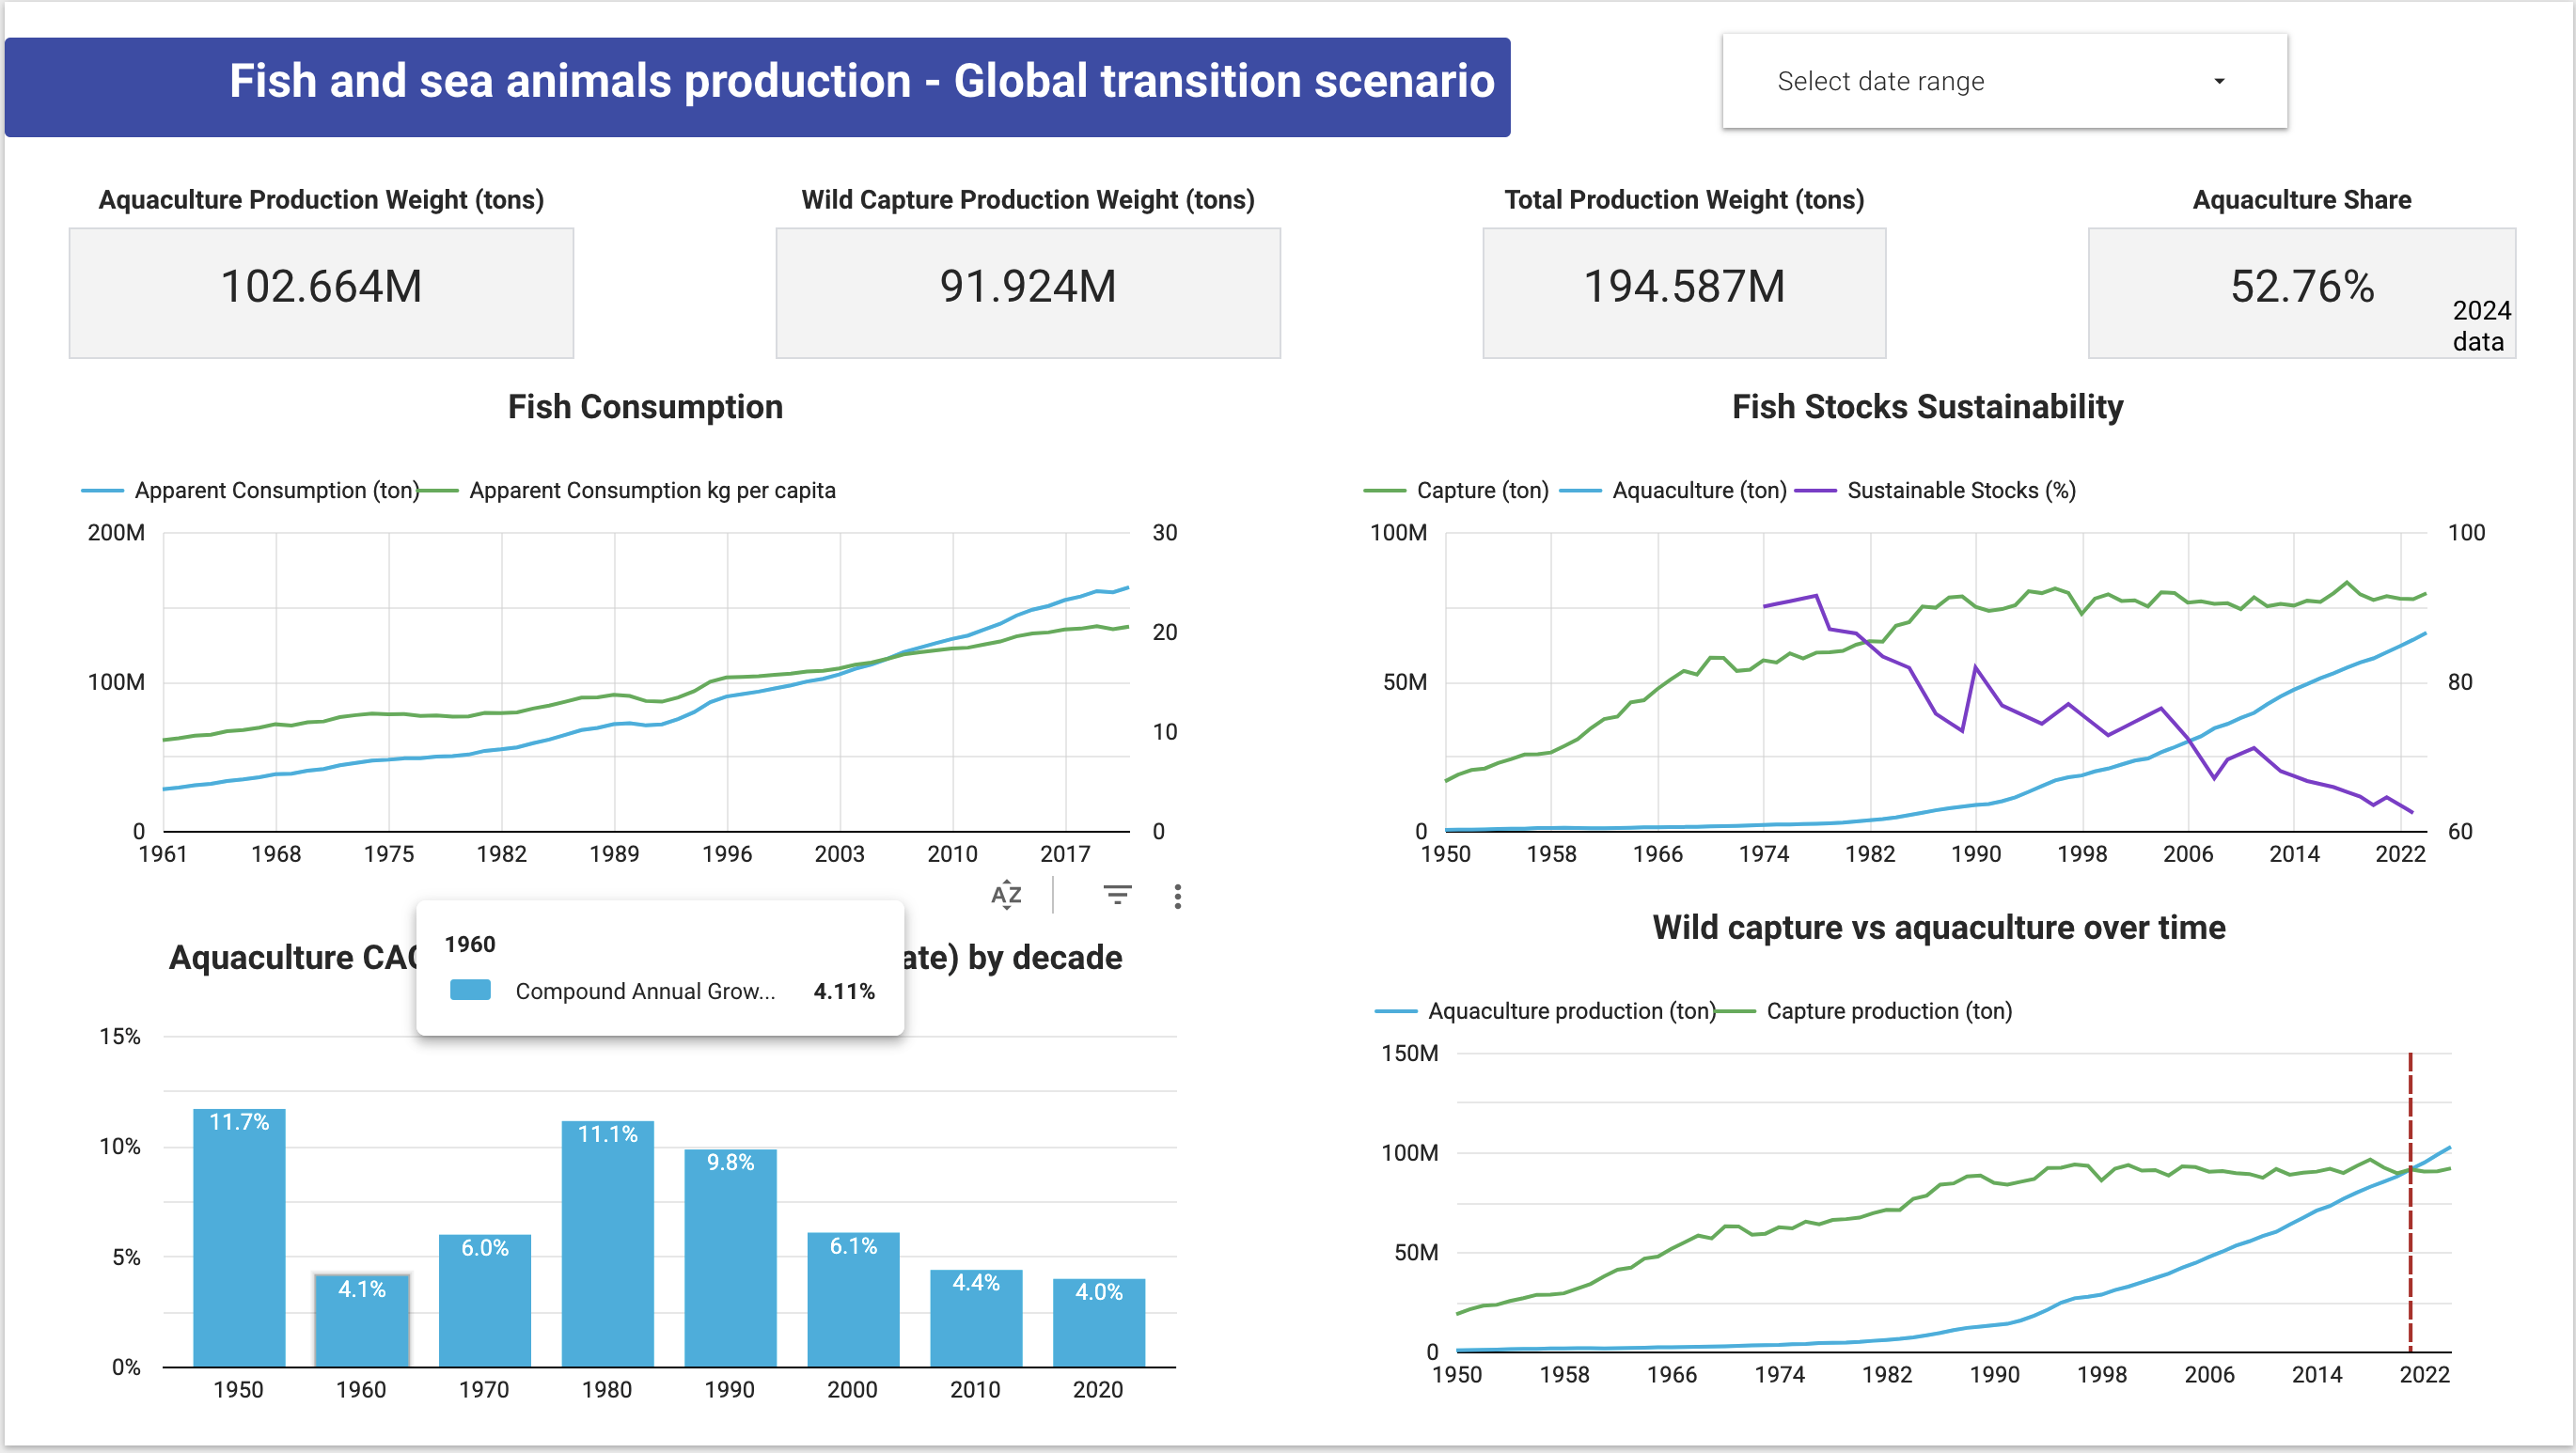 Fish and sea animals production - Global transition scenario
Select date range
Aquaculture Production Weight (tons)
102.664M
Wild Capture Production Weight (tons)
91.924M
Total Production Weight (tons)
194.587M
Aquaculture Share
52.76%
2024
data
Fish Consumption
Apparent Consumption (ton)
Apparent Consumption kg per capita
200M
100M
0
30
20
10
0
1961 1968 1975 1982 1989 1996 2003 2010 2017
Fish Stocks Sustainability
Capture (ton)
Aquaculture (ton)
Sustainable Stocks (%)
100M
50M
0
100
80
60
1950 1958 1966 1974 1982 1990 1998 2006 2014 2022
AZ
Aquaculture CAG ate) by decade
1960
Compound Annual Grow... 4.11%
15%
10%
5%
0%
11.7%
4.1%
6.0%
11.1%
9.8%
6.1%
4.4%
4.0%
1950 1960 1970 1980 1990 2000 2010 2020
Wild capture vs aquaculture over time
Aquaculture production (ton)
Capture production (ton)
150M
100M
50M
0
1950 1958 1966 1974 1982 1990 1998 2006 2014 2022